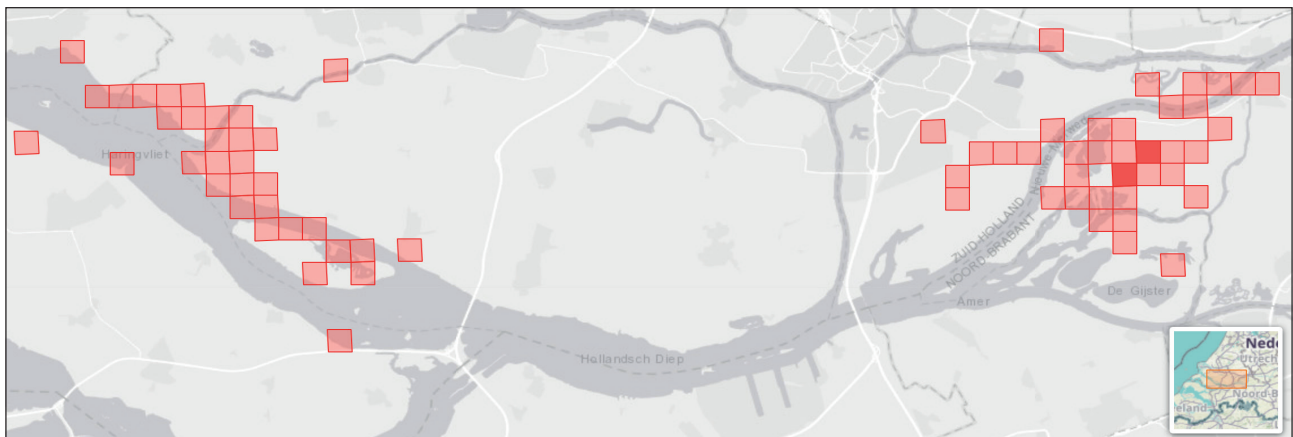 Haringvliet
Nieuwe Merwede
ZUID-HOLLAND
NOORD-BRABANT
De Gijster
Amer
Hollandsch Diep
Nede
Utrech
Noord-B
eland